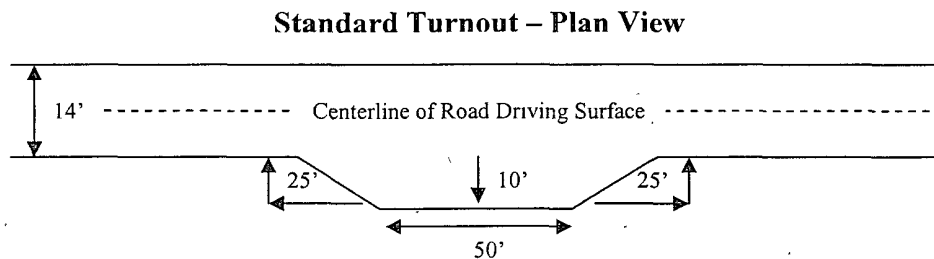 Standard Turnout – Plan View
14'
Centerline of Road Driving Surface
25'
10'
25'
50'